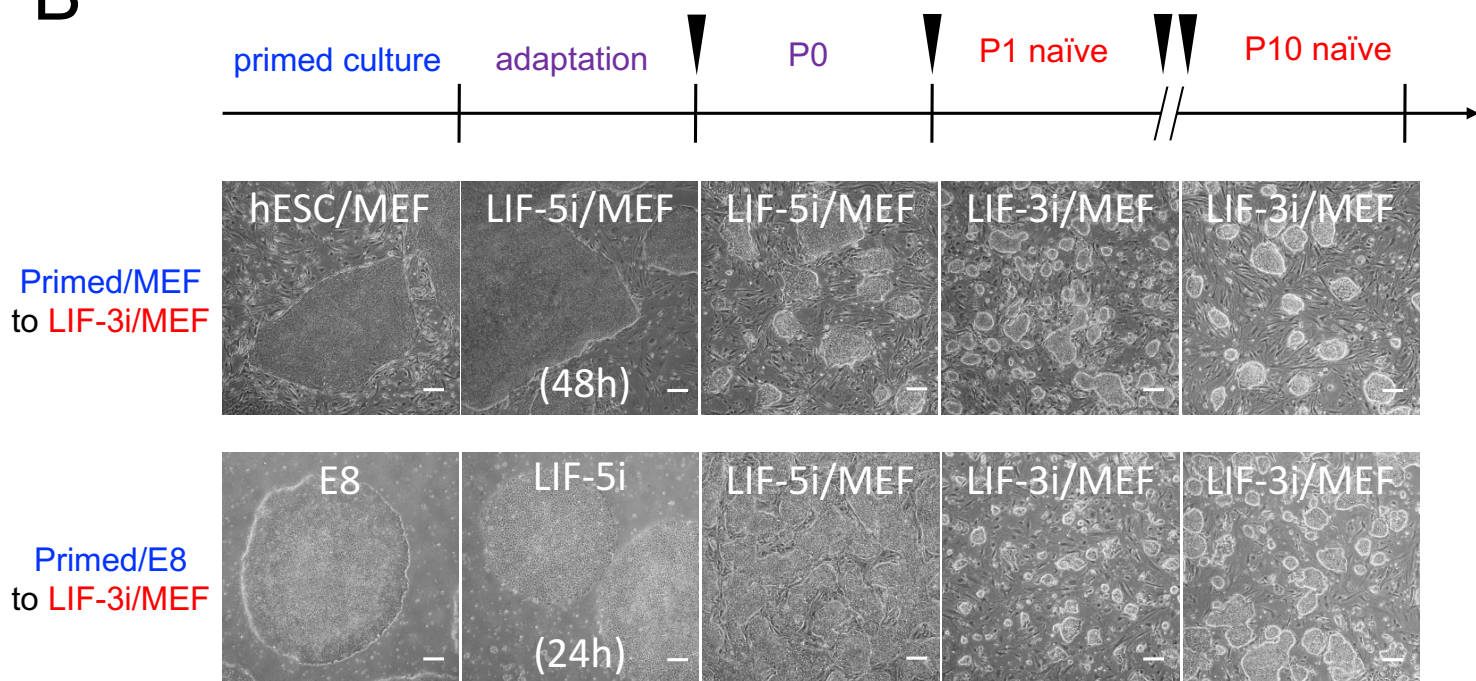 B
primed culture
adaptation
P0
P1 naïve
P10 naïve
Primed/MEF
to LIF-3i/MEF
hESC/MEF
LIF-5i/MEF
(48h)
LIF-5i/MEF
LIF-3i/MEF
LIF-3i/MEF
Primed/E8
to LIF-3i/MEF
E8
LIF-5i
(24h)
LIF-5i/MEF
LIF-3i/MEF
LIF-3i/MEF